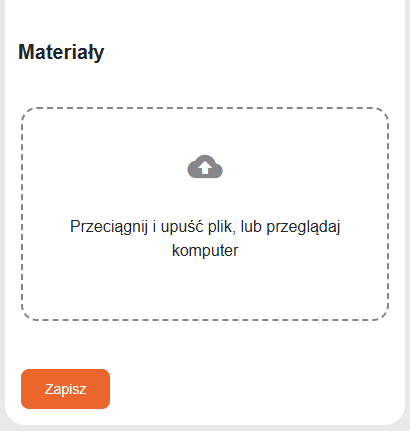 Materiały
Przeciągnij i upuść plik, lub przeglądaj
komputer
Zapisz